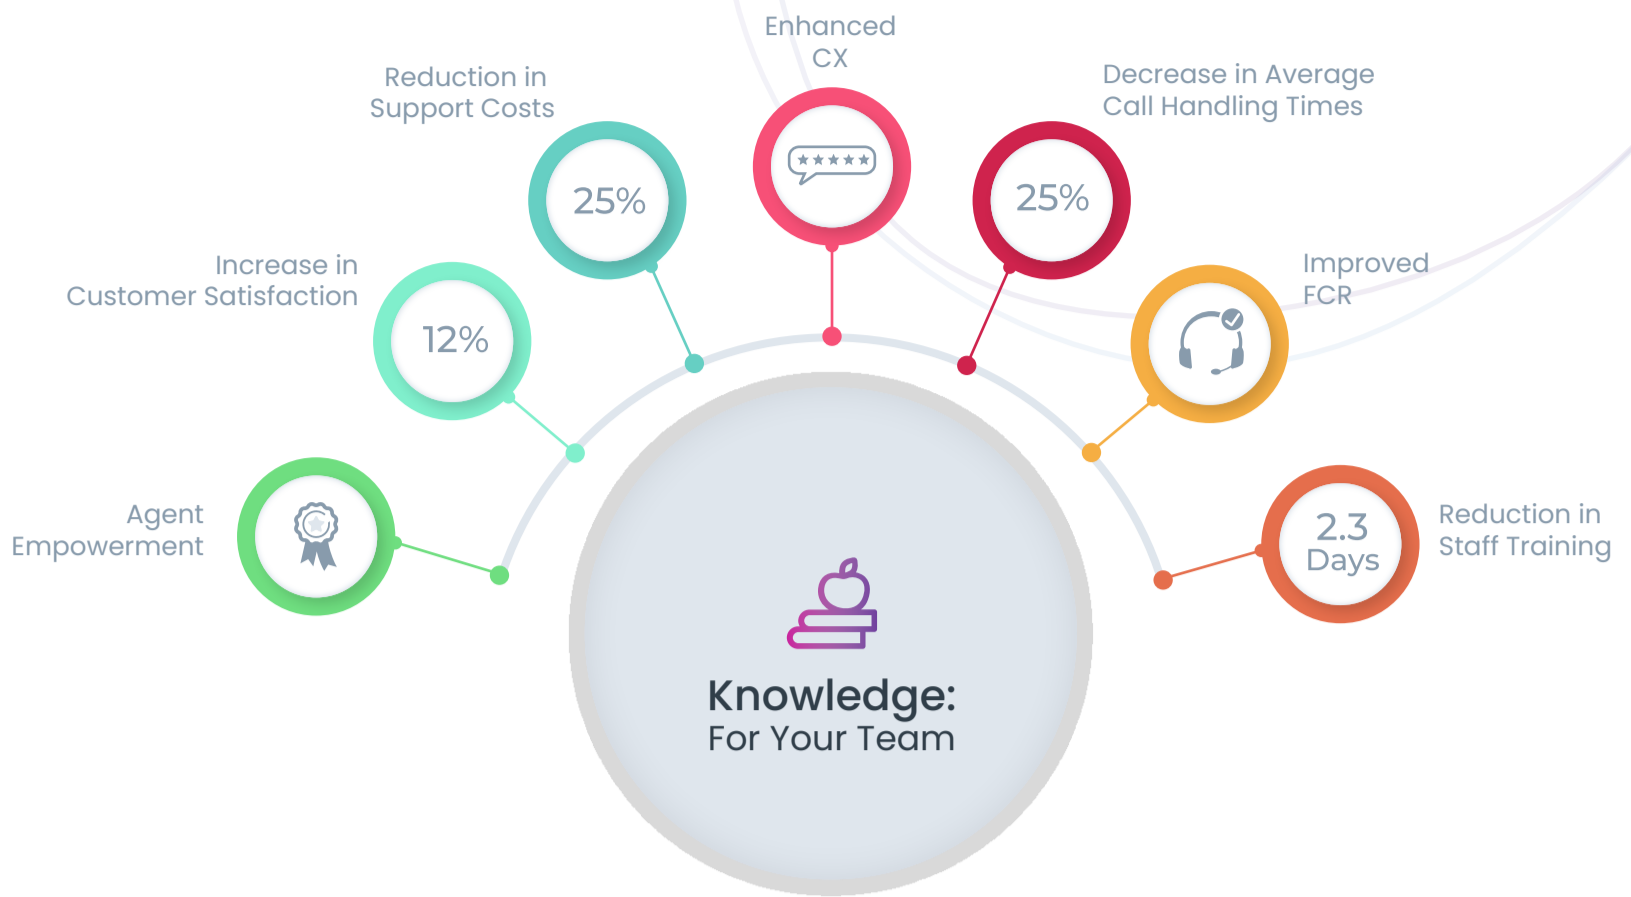 Enhanced
CX
Reduction in
Support Costs
25%
Decrease in Average
Call Handling Times
25%
Increase in
Customer Satisfaction
12%
Improved
FCR
Agent
Empowerment
2.3
Days
Reduction in
Staff Training
Knowledge:
For Your Team